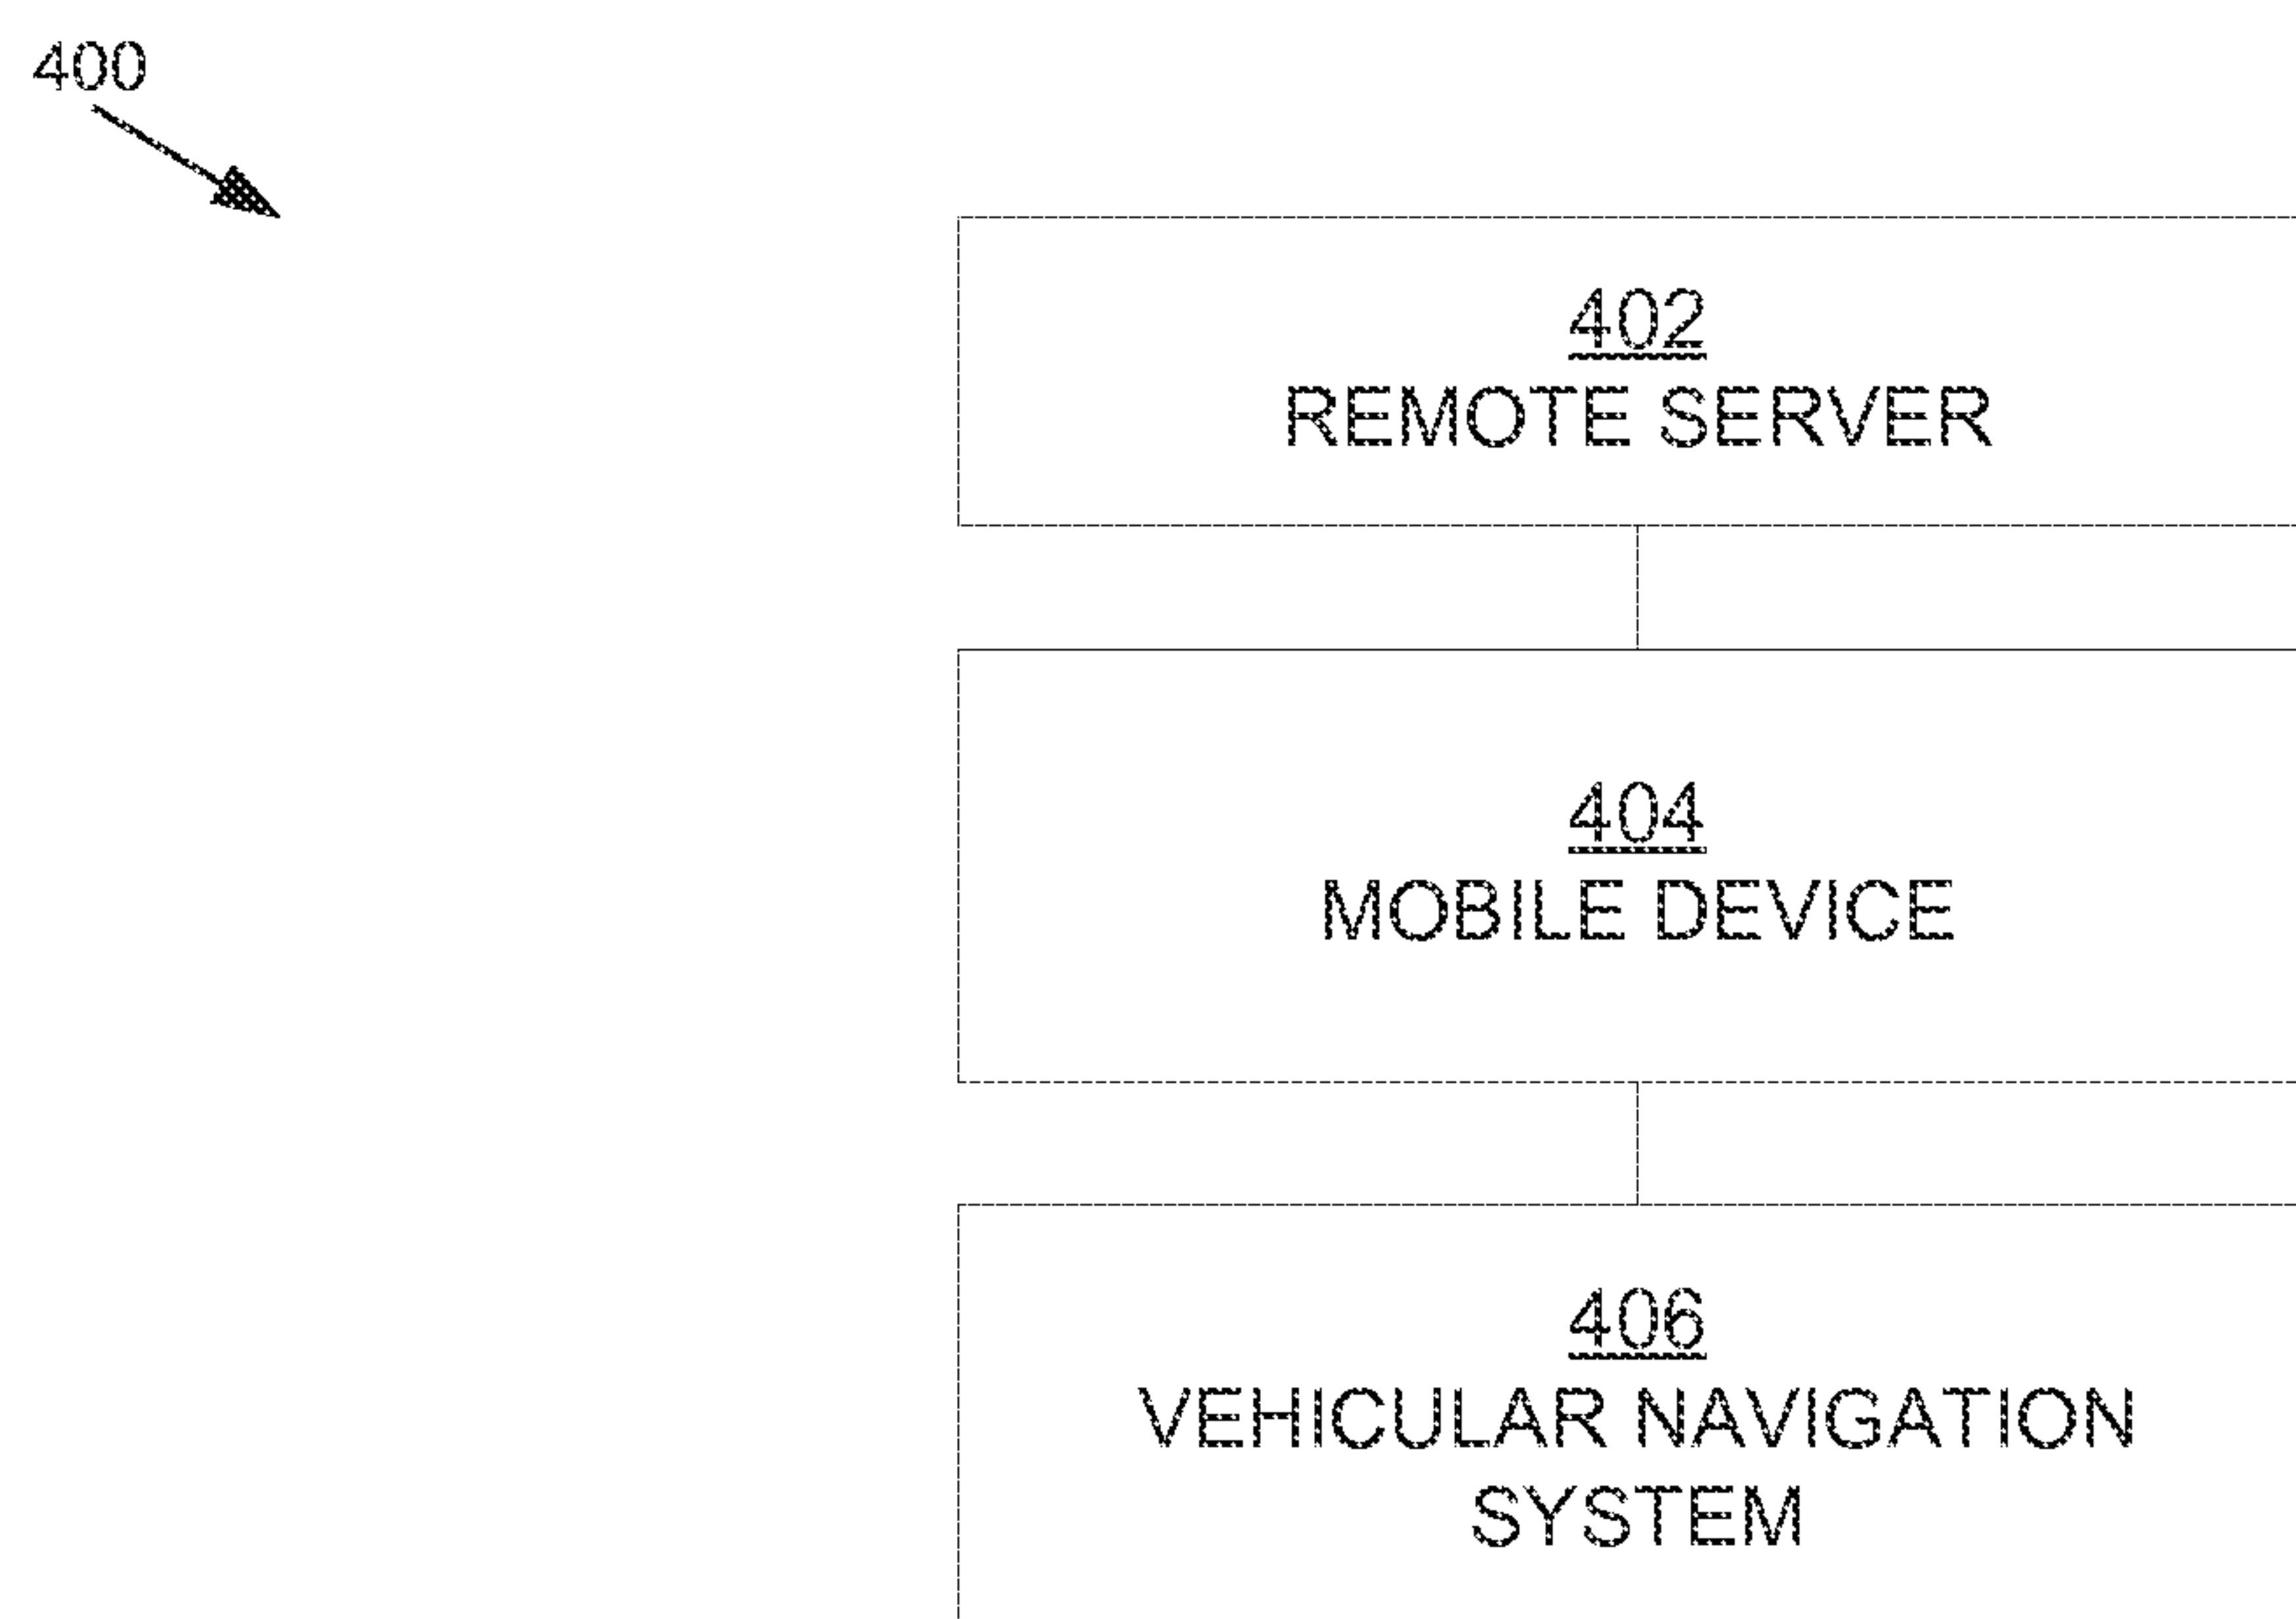 400
402
REMOTE SERVER
404
MOBILE DEVICE
406
VEHICULAR NAVIGATION
SYSTEM